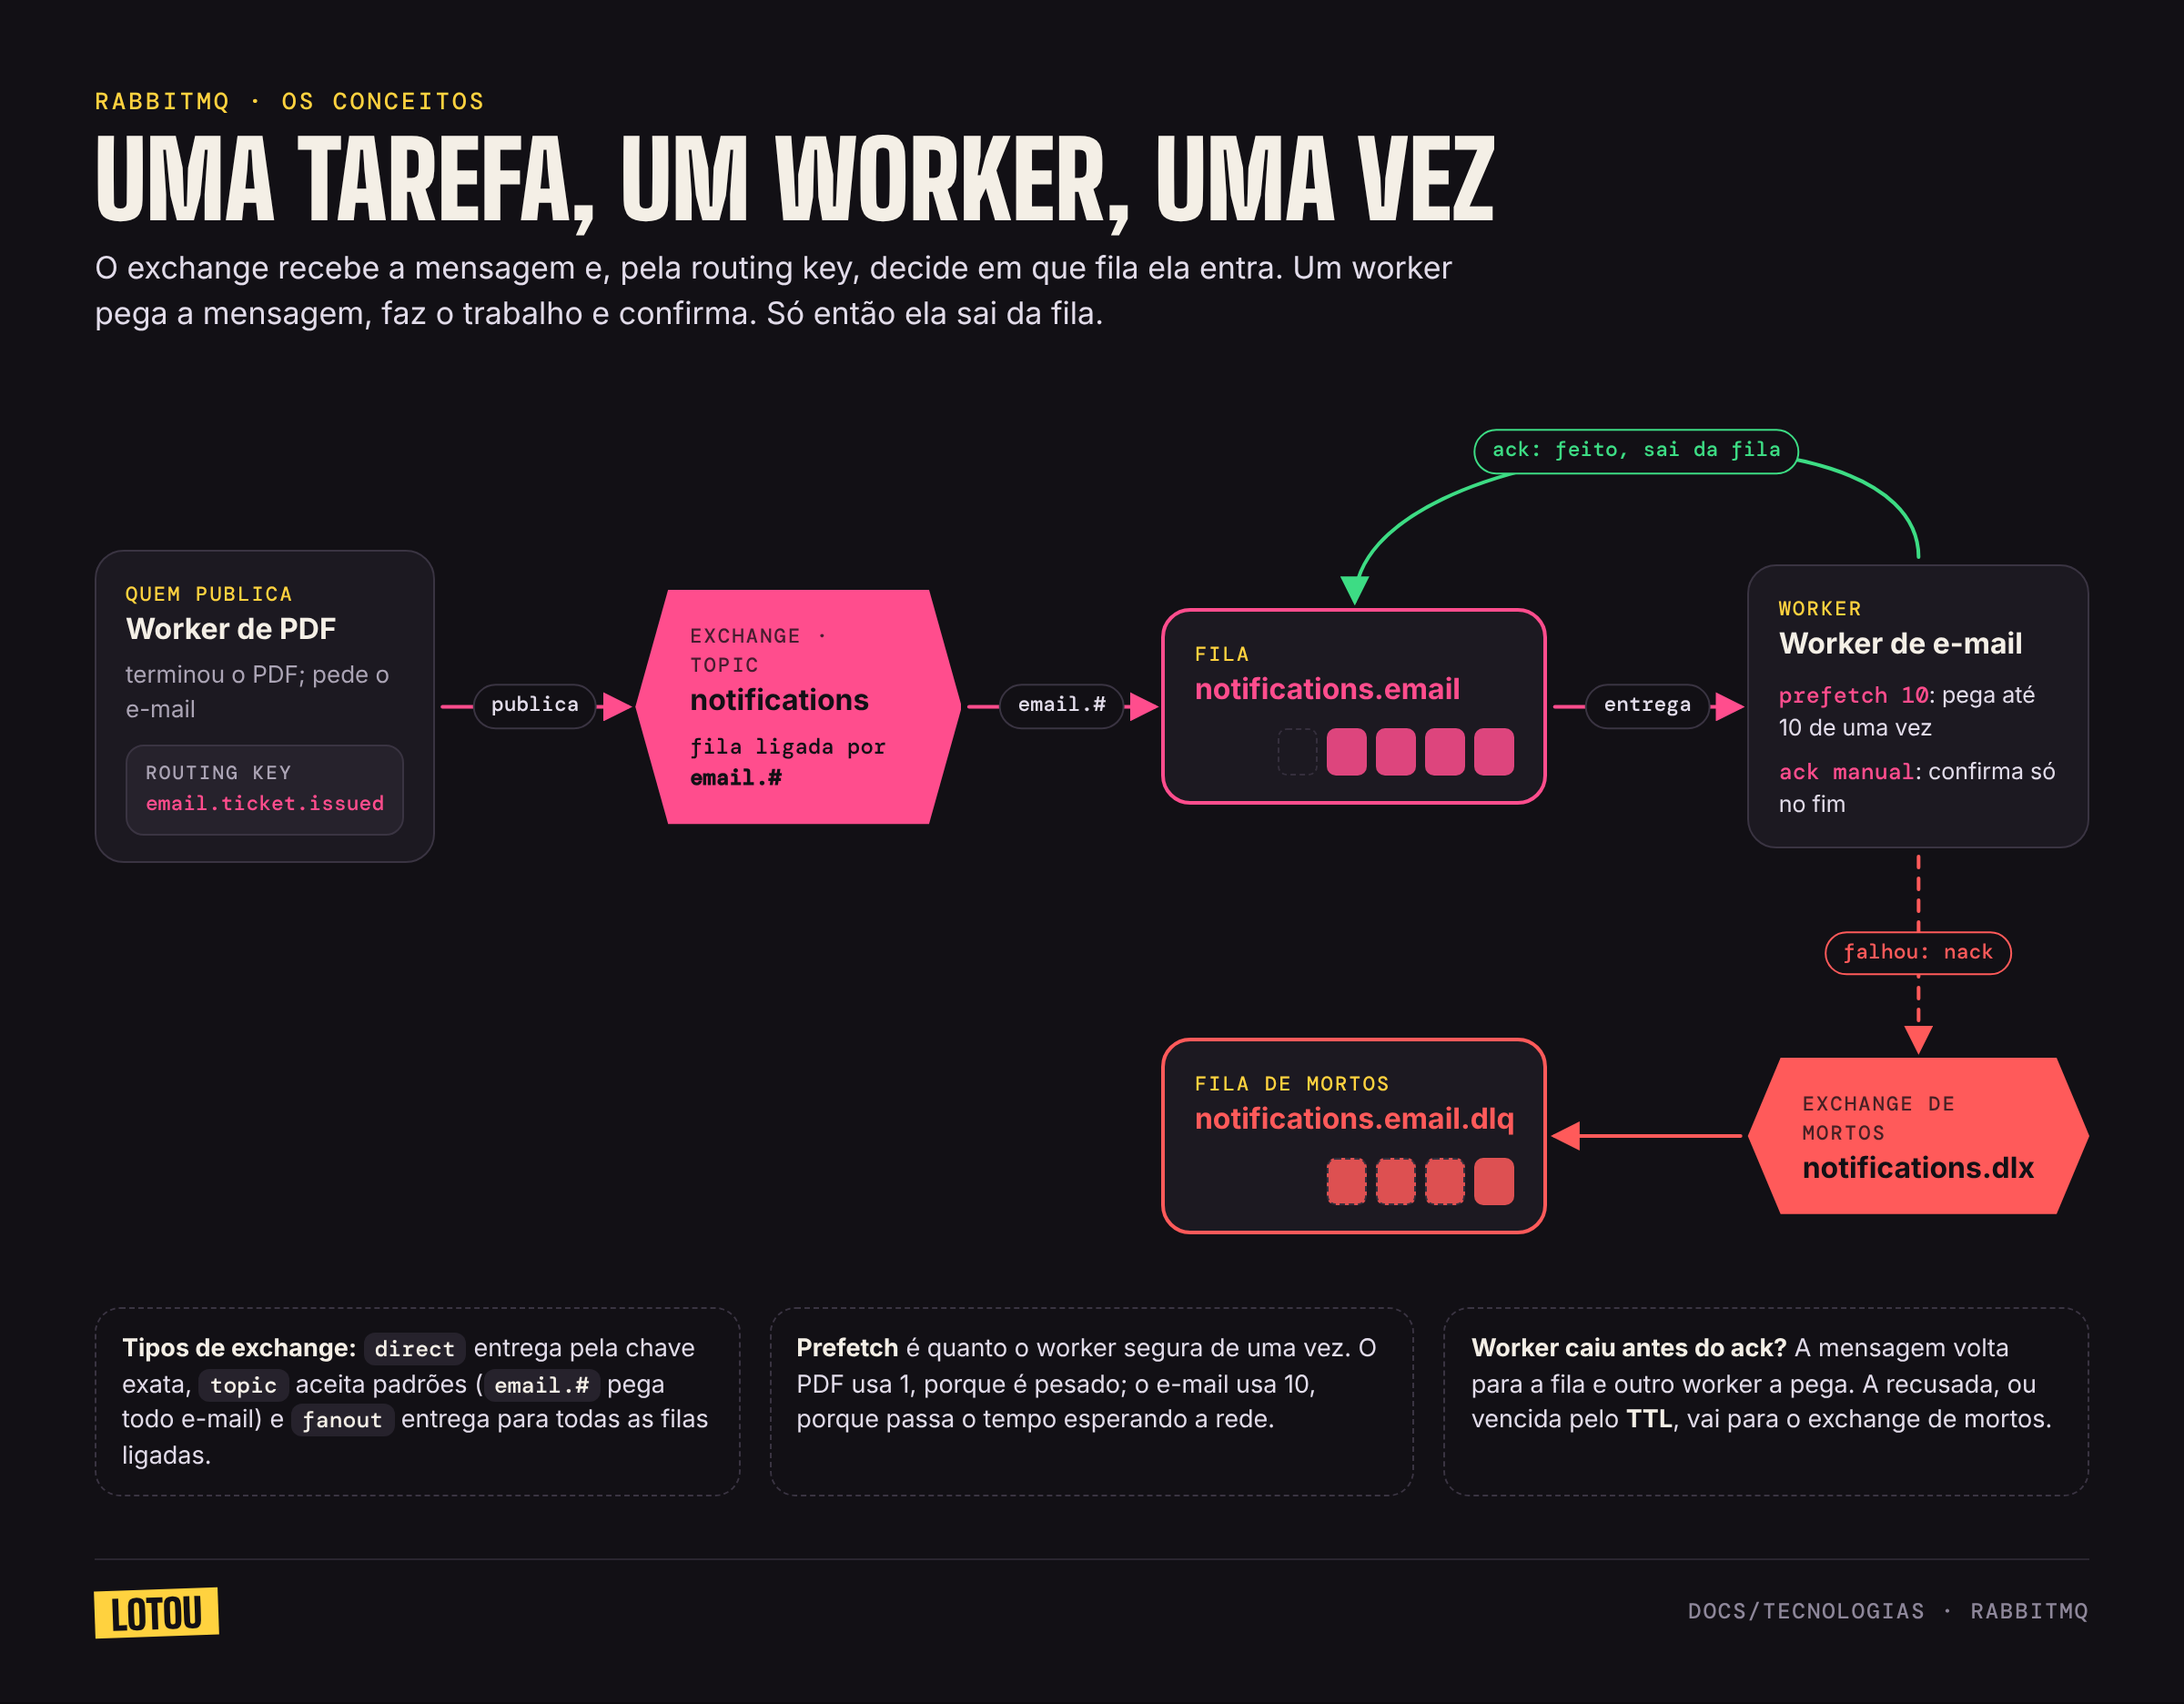 RABBITMQ · OS CONCEITOS
UMA TAREFA, UM WORKER, UMA VEZ
O exchange recebe a mensagem e, pela routing key, decide em que fila ela entra. Um worker
pega a mensagem, faz o trabalho e confirma. Só então ela sai da fila.
ack: feito, sai da fila
QUEM PUBLICA
Worker de PDF
terminou o PDF; pede o
e-mail
ROUTING KEY
email.ticket.issued
publica
EXCHANGE ·
TOPIC
notifications
fila ligada por
email.#
email.#
FILA
notifications.email
entrega
WORKER
Worker de e-mail
prefetch 10: pega até
10 de uma vez
ack manual: confirma só
no fim
falhou: nack
FILA DE MORTOS
notifications.email.dlq
EXCHANGE DE
MORTOS
notifications.dlx
Tipos de exchange: direct entrega pela chave
exata, topic aceita padrões (email.# pega
todo e-mail) e fanout entrega para todas as filas
ligadas.
Prefetch é quanto o worker segura de uma vez. O
PDF usa 1, porque é pesado; o e-mail usa 10,
porque passa o tempo esperando a rede.
Worker caiu antes do ack? A mensagem volta
para a fila e outro worker a pega. A recusada, ou
vencida pelo TTL, vai para o exchange de mortos.
LOTOU
DOCS/TECNOLOGIAS · RABBITMQ